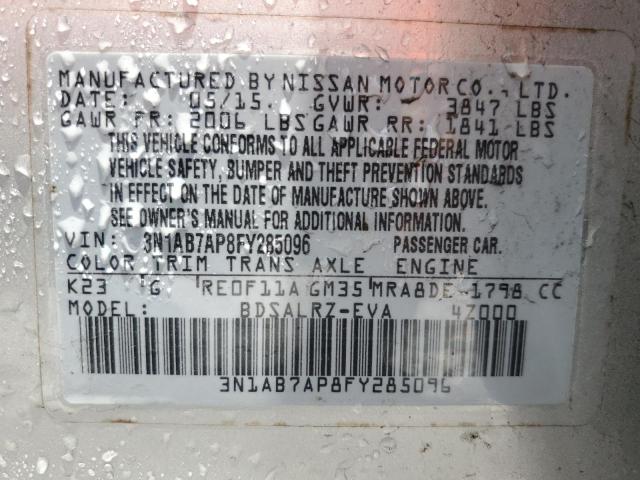 MANUFACTURED BY NISSAN MOTOR CO., LTD.
DATE: 05/15 GVWR: 3847 LBS
GAWR FR: 2006 LBS GAWR RR: 1841 LBS
THIS VEHICLE CONFORMS TO ALL APPLICABLE FEDERAL MOTOR
VEHICLE SAFETY, BUMPER AND THEFT PREVENTION STANDARDS
IN EFFECT ON THE DATE OF MANUFACTURE SHOWN ABOVE.
SEE OWNER'S MANUAL FOR ADDITIONAL INFORMATION.
VIN: 3N1AB7AP8FY285096 PASSENGER CAR.
COLOR TRIM TRANS AXLE ENGINE
K23 G RE0F11A GM35 MRA8DE 1798 CC
MODEL: BDSALRZ-EVA 4Z000
3N1AB7AP8FY285096